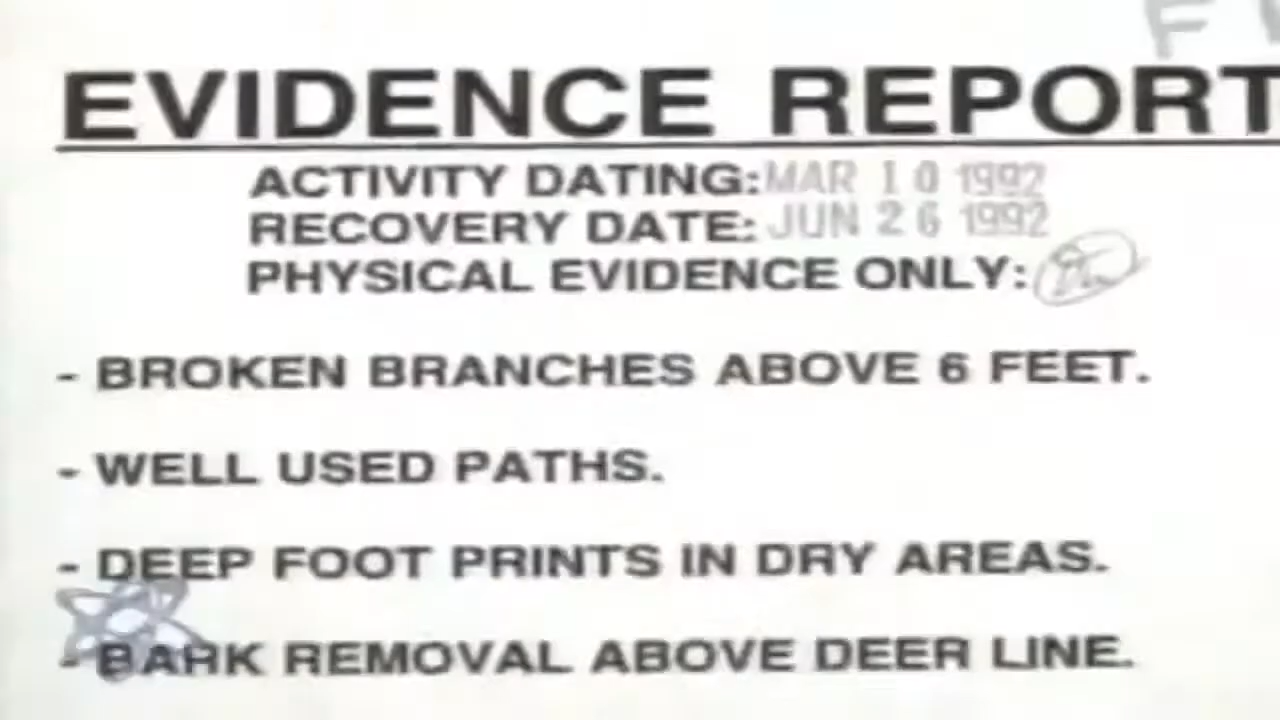 EVIDENCE REPORT
ACTIVITY DATING: MAR 10 1992
RECOVERY DATE: JUN 26 1992
PHYSICAL EVIDENCE ONLY:
- BROKEN BRANCHES ABOVE 6 FEET.
- WELL USED PATHS.
- DEEP FOOT PRINTS IN DRY AREAS.
- BARK REMOVAL ABOVE DEER LINE.